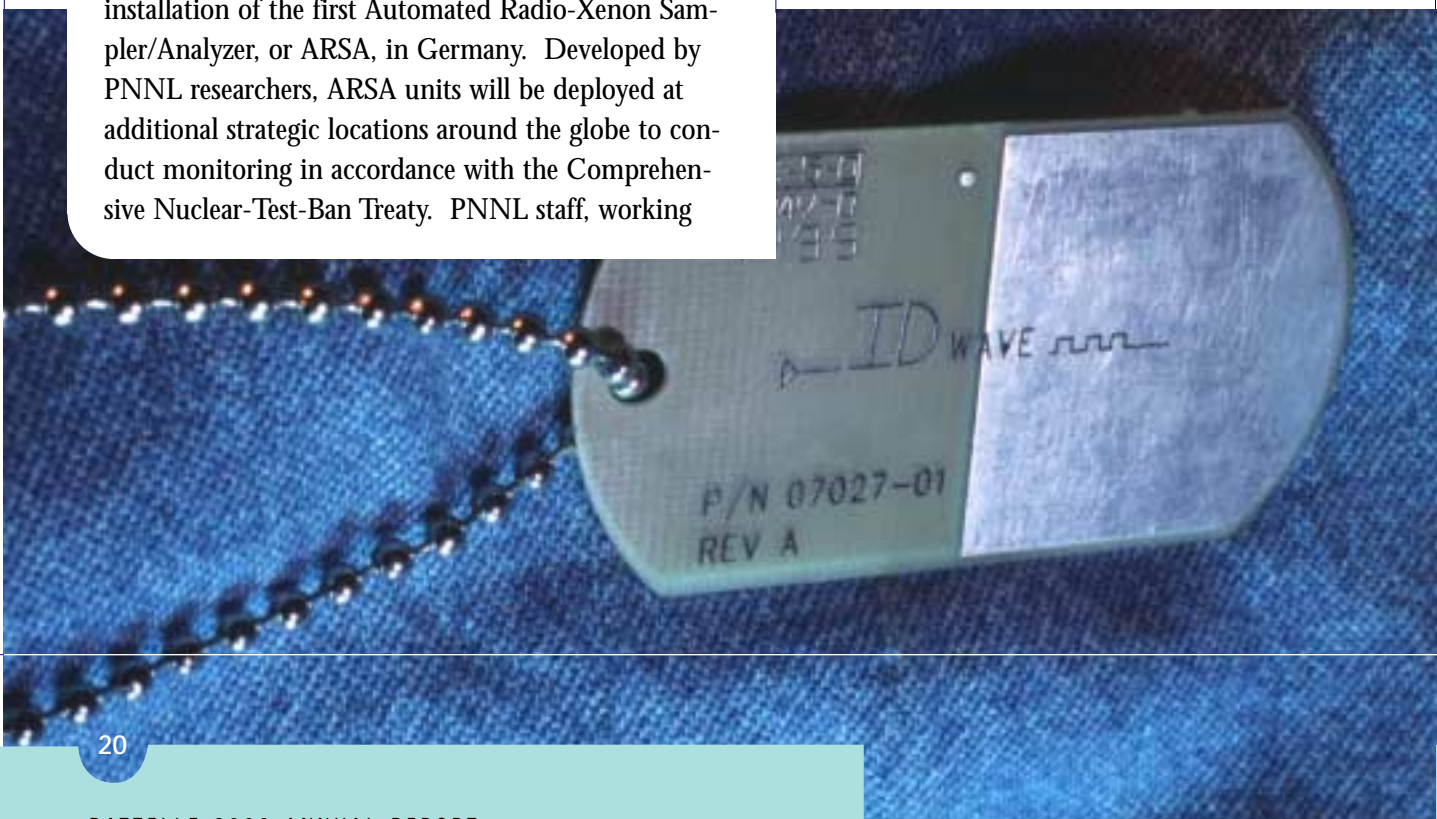 installation of the first Automated Radio-Xenon Sam-
pler/Analyzer, or ARSA, in Germany. Developed by
PNNL researchers, ARSA units will be deployed at
additional strategic locations around the globe to con-
duct monitoring in accordance with the Comprehen-
sive Nuclear-Test-Ban Treaty. PNNL staff, working
ID WAVE
P/N 07027-01
REV A
20